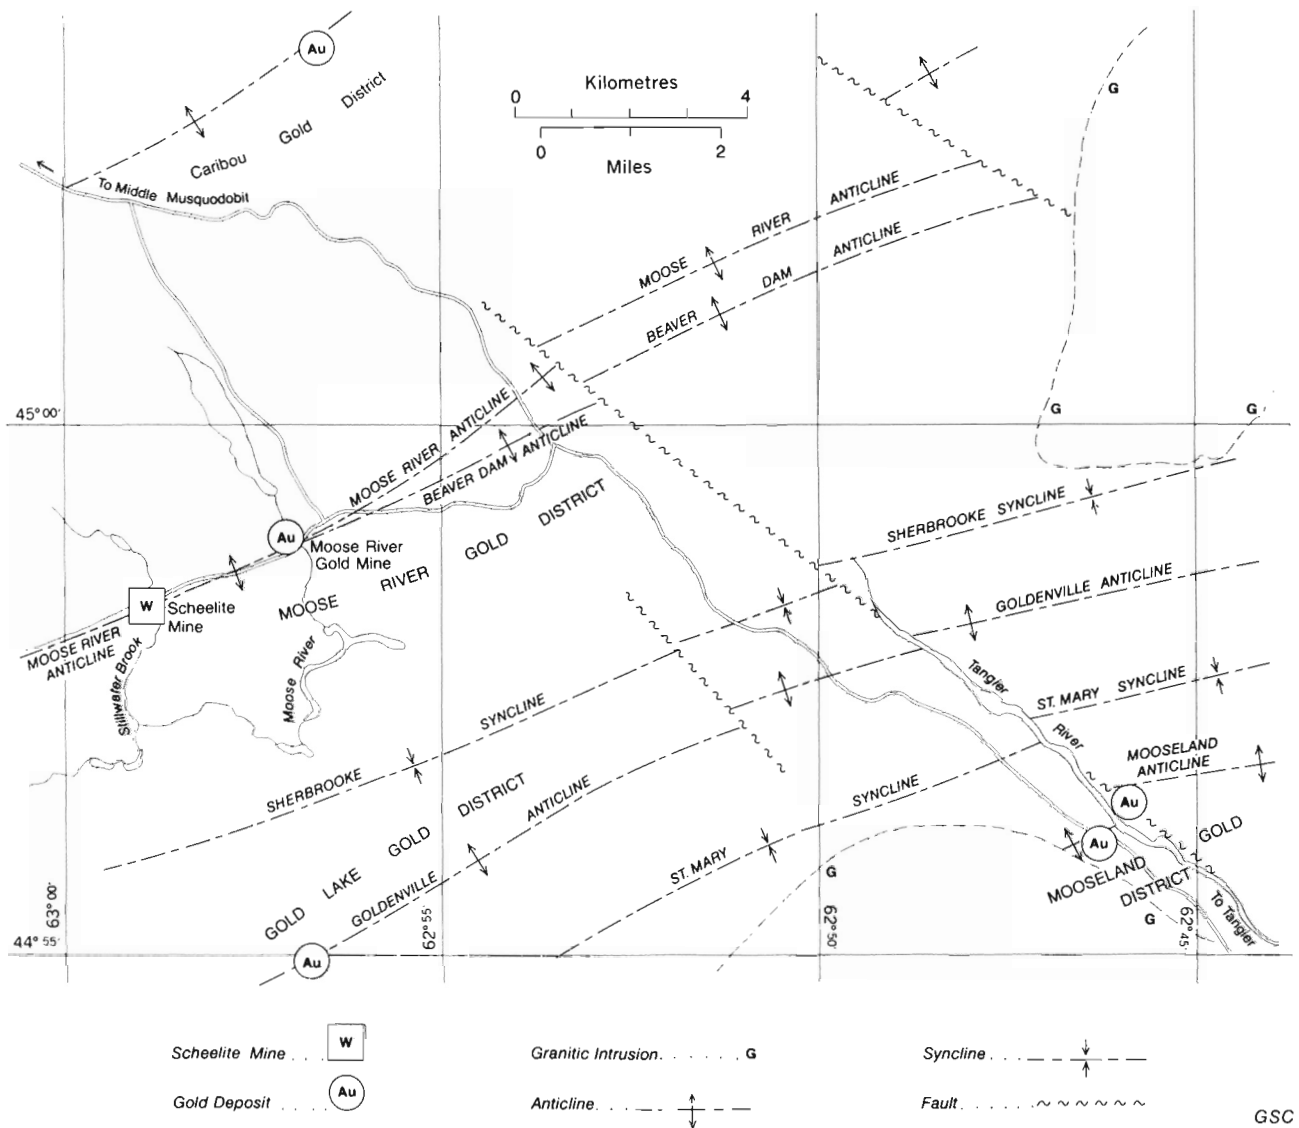 Au
Caribou Gold District
Kilometres
0 4
0 2
Miles
G
To Middle Musquodobit
MOOSE RIVER ANTICLINE
BEAVER DAM ANTICLINE
45° 00'
G
G
MOOSE RIVER ANTICLINE
BEAVER DAM ANTICLINE
SHERBROOKE SYNCLINE
Au
Moose River
Gold Mine
MOOSE RIVER GOLD DISTRICT
GOLDENVILLE ANTICLINE
W
Scheelite
Mine
MOOSE RIVER
ANTICLINE
Stillwater Brook
Moose River
Tangier River
ST. MARY SYNCLINE
MOOSELAND
ANTICLINE
SHERBROOKE SYNCLINE
GOLD LAKE GOLD DISTRICT
GOLDENVILLE ANTICLINE
ST. MARY SYNCLINE
Au
Au
MOOSELAND GOLD
DISTRICT
G
G
To Tangier
63° 00'
62° 55'
62° 50'
62° 45'
44° 55'
Au
Scheelite Mine . . . W
Granitic Intrusion . . . . . . G
Syncline . . .
Gold Deposit . . . . Au
Anticline. . .
Fault . . . . . .
GSC